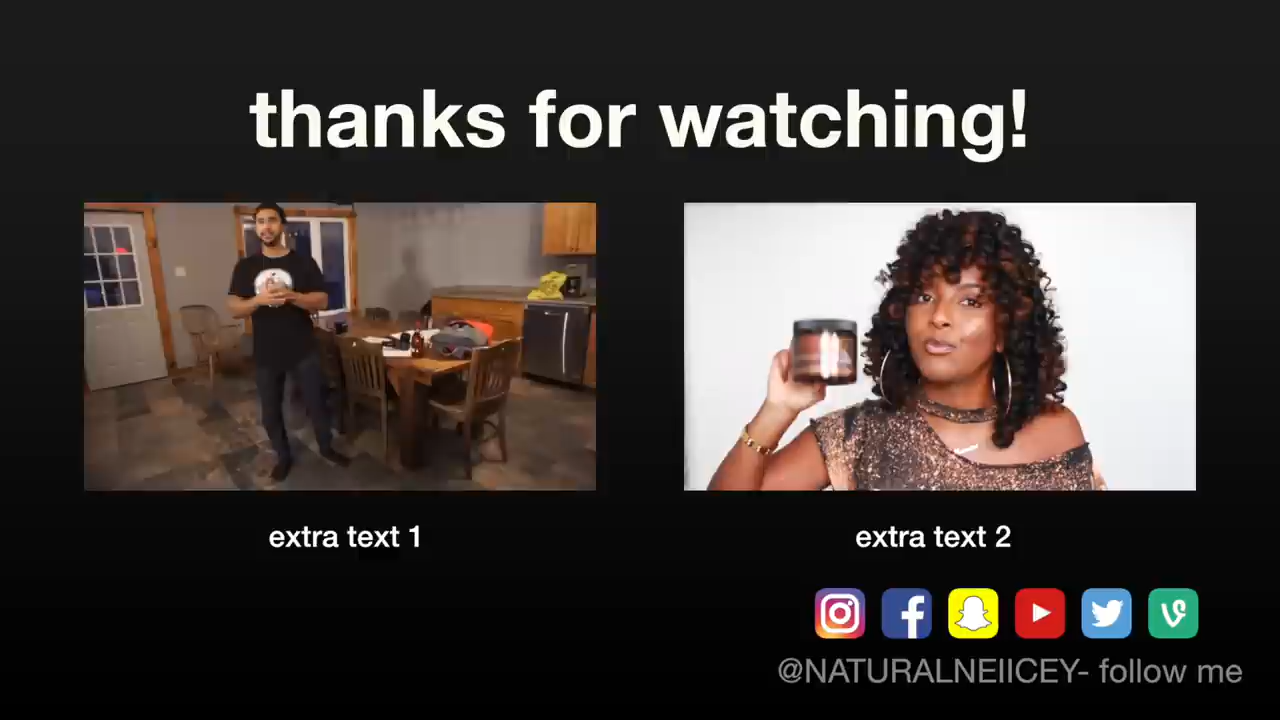 thanks for watching!
extra text 1
extra text 2
@NATURALNEIICEY- follow me